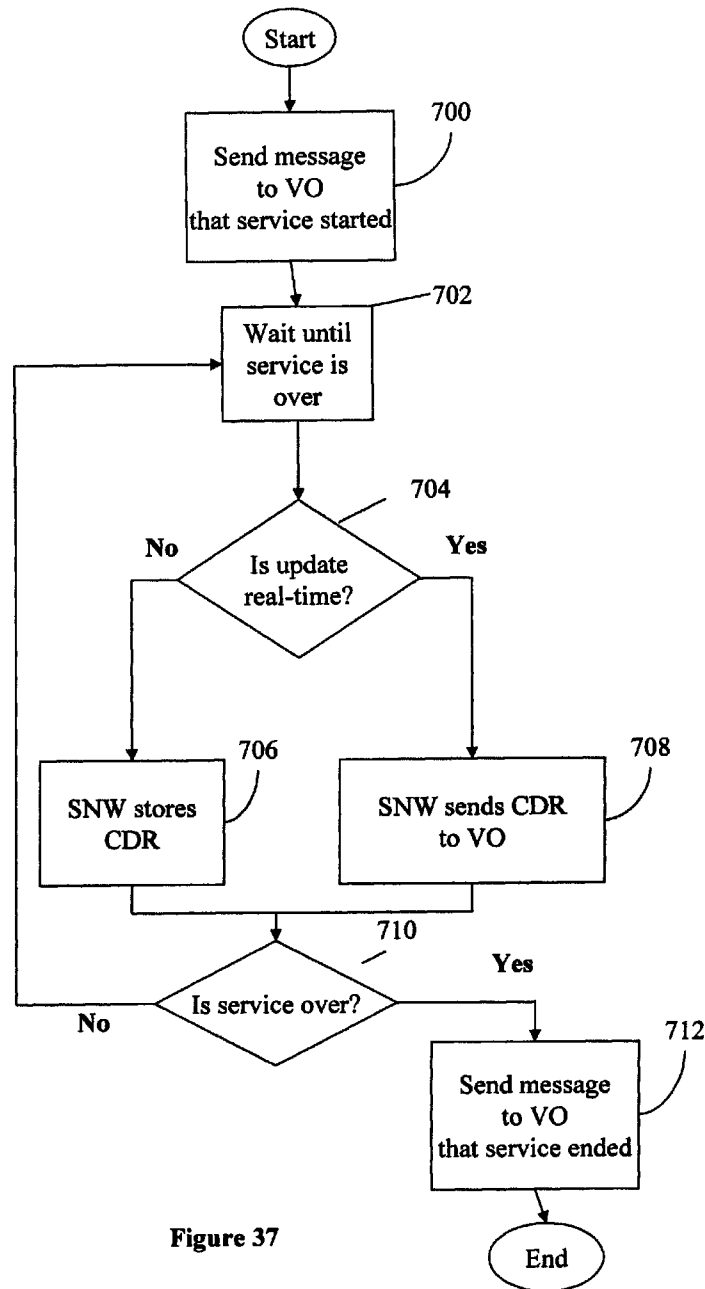 Start
700
Send message
to VO
that service started
702
Wait until
service is
over
704
No
Yes
Is update
real-time?
706
708
SNW stores
CDR
SNW sends CDR
to VO
710
Yes
Is service over?
No
712
Send message
to VO
that service ended
Figure 37
End